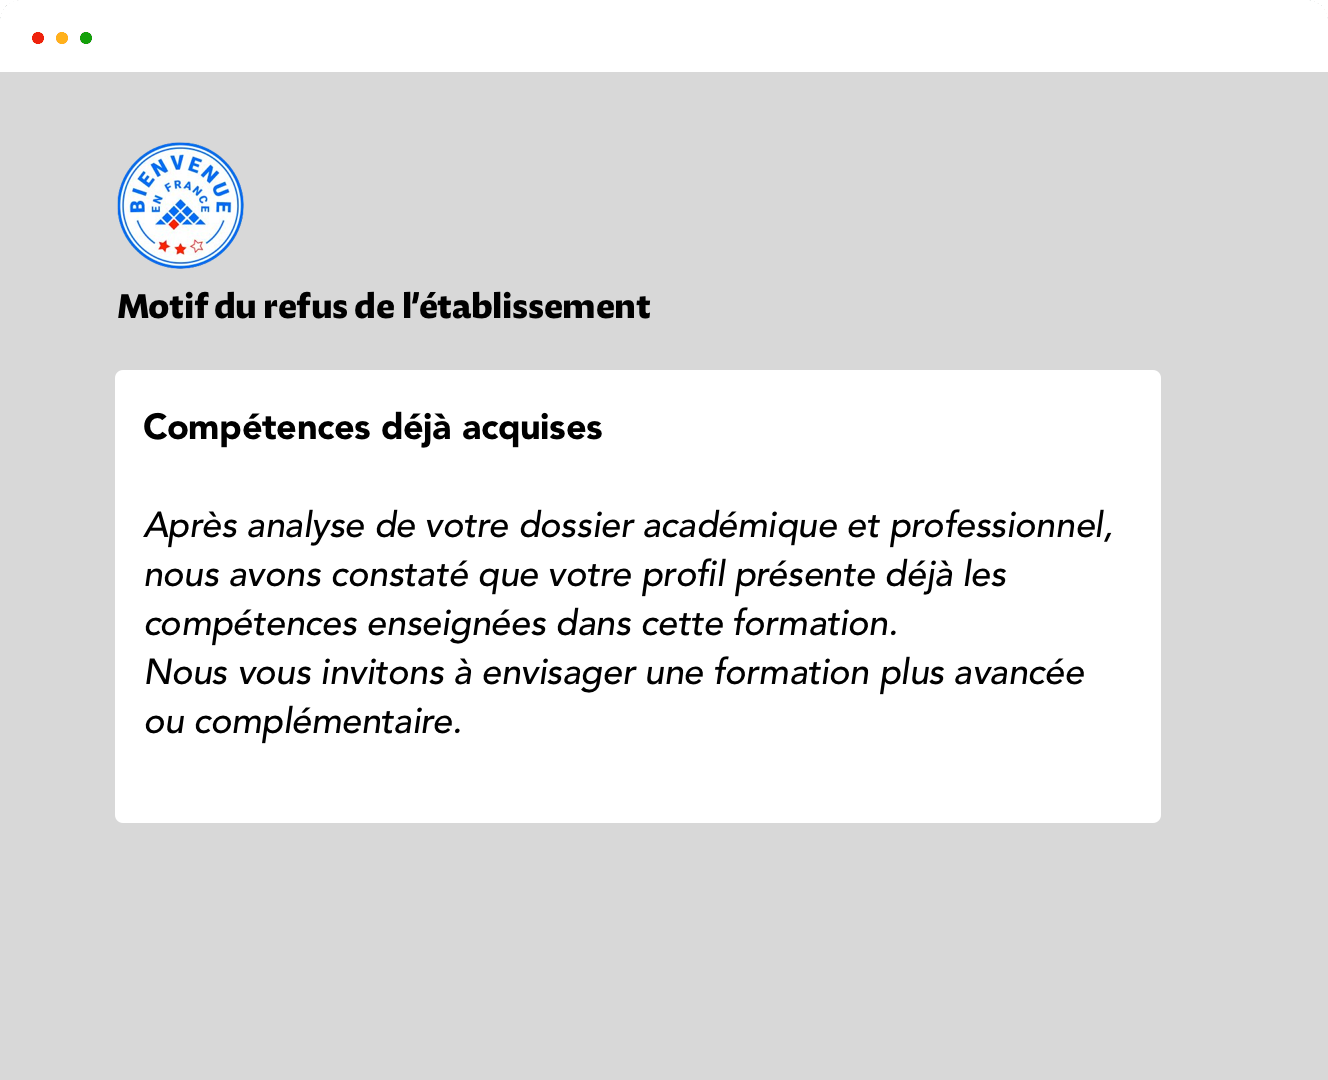 BIENVENUE
EN FRANCE
Motif du refus de l’établissement
Compétences déjà acquises
Après analyse de votre dossier académique et professionnel,
nous avons constaté que votre profil présente déjà les
compétences enseignées dans cette formation.
Nous vous invitons à envisager une formation plus avancée
ou complémentaire.